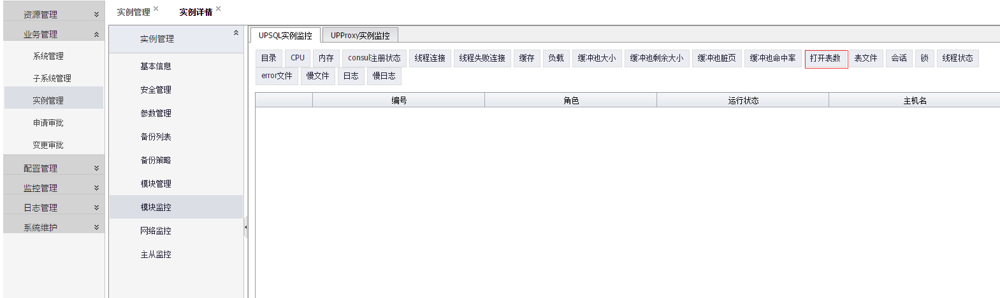 资源管理
业务管理
系统管理
子系统管理
实例管理
申请审批
变更审批
配置管理
监控管理
日志管理
系统维护
实例管理 实例详情
实例管理
基本信息
安全管理
参数管理
备份列表
备份策略
模块管理
模块监控
网络监控
主从监控
UPSQL实例监控 UPProxy实例监控
目录 CPU 内存 consul注册状态 线程连接 线程失败连接 缓存 负载 缓冲池大小 缓冲池剩余大小 缓冲池脏页 缓冲池命中率 打开表数 表文件 会话 锁 线程状态
error文件 慢文件 日志 慢日志
编号 角色 运行状态 主机名